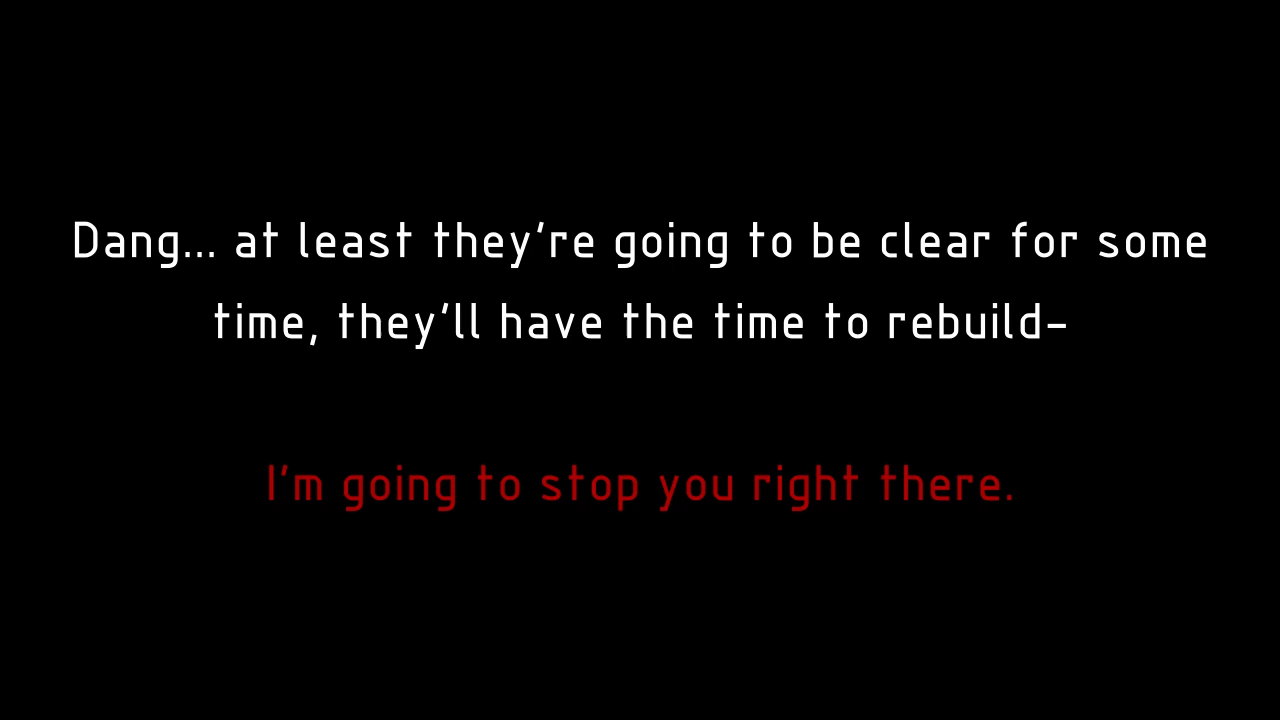 Dang... at least they're going to be clear for some
time, they'll have the time to rebuild-
I'm going to stop you right there.